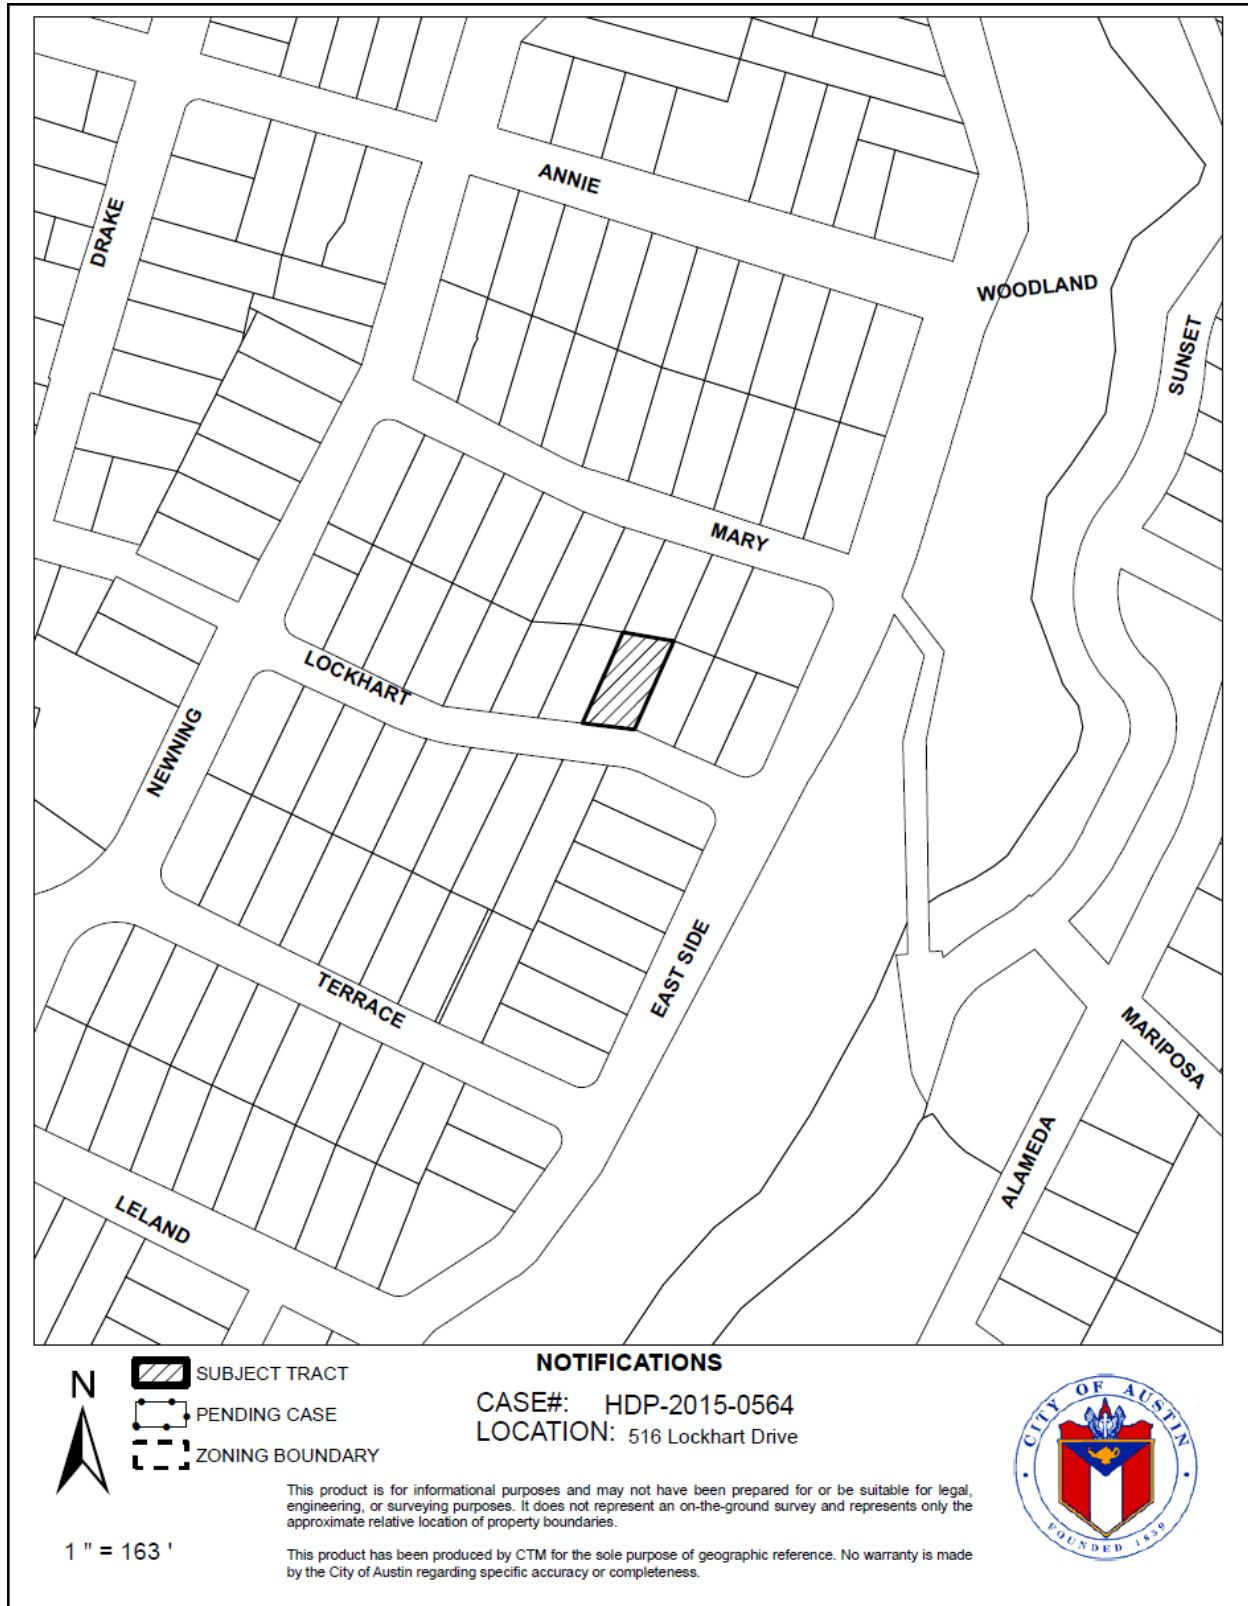 ANNIE
DRAKE
WOODLAND
SUNSET
MARY
LOCKHART
NEWNING
EAST SIDE
TERRACE
MARIPOSA
ALAMEDA
LELAND
N
1 " = 163 '
SUBJECT TRACT
PENDING CASE
ZONING BOUNDARY
NOTIFICATIONS
CASE#: HDP-2015-0564
LOCATION: 516 Lockhart Drive
This product is for informational purposes and may not have been prepared for or be suitable for legal,
engineering, or surveying purposes. It does not represent an on-the-ground survey and represents only the
approximate relative location of property boundaries.
This product has been produced by CTM for the sole purpose of geographic reference. No warranty is made
by the City of Austin regarding specific accuracy or completeness.
CITY OF AUSTIN
FOUNDED 1839